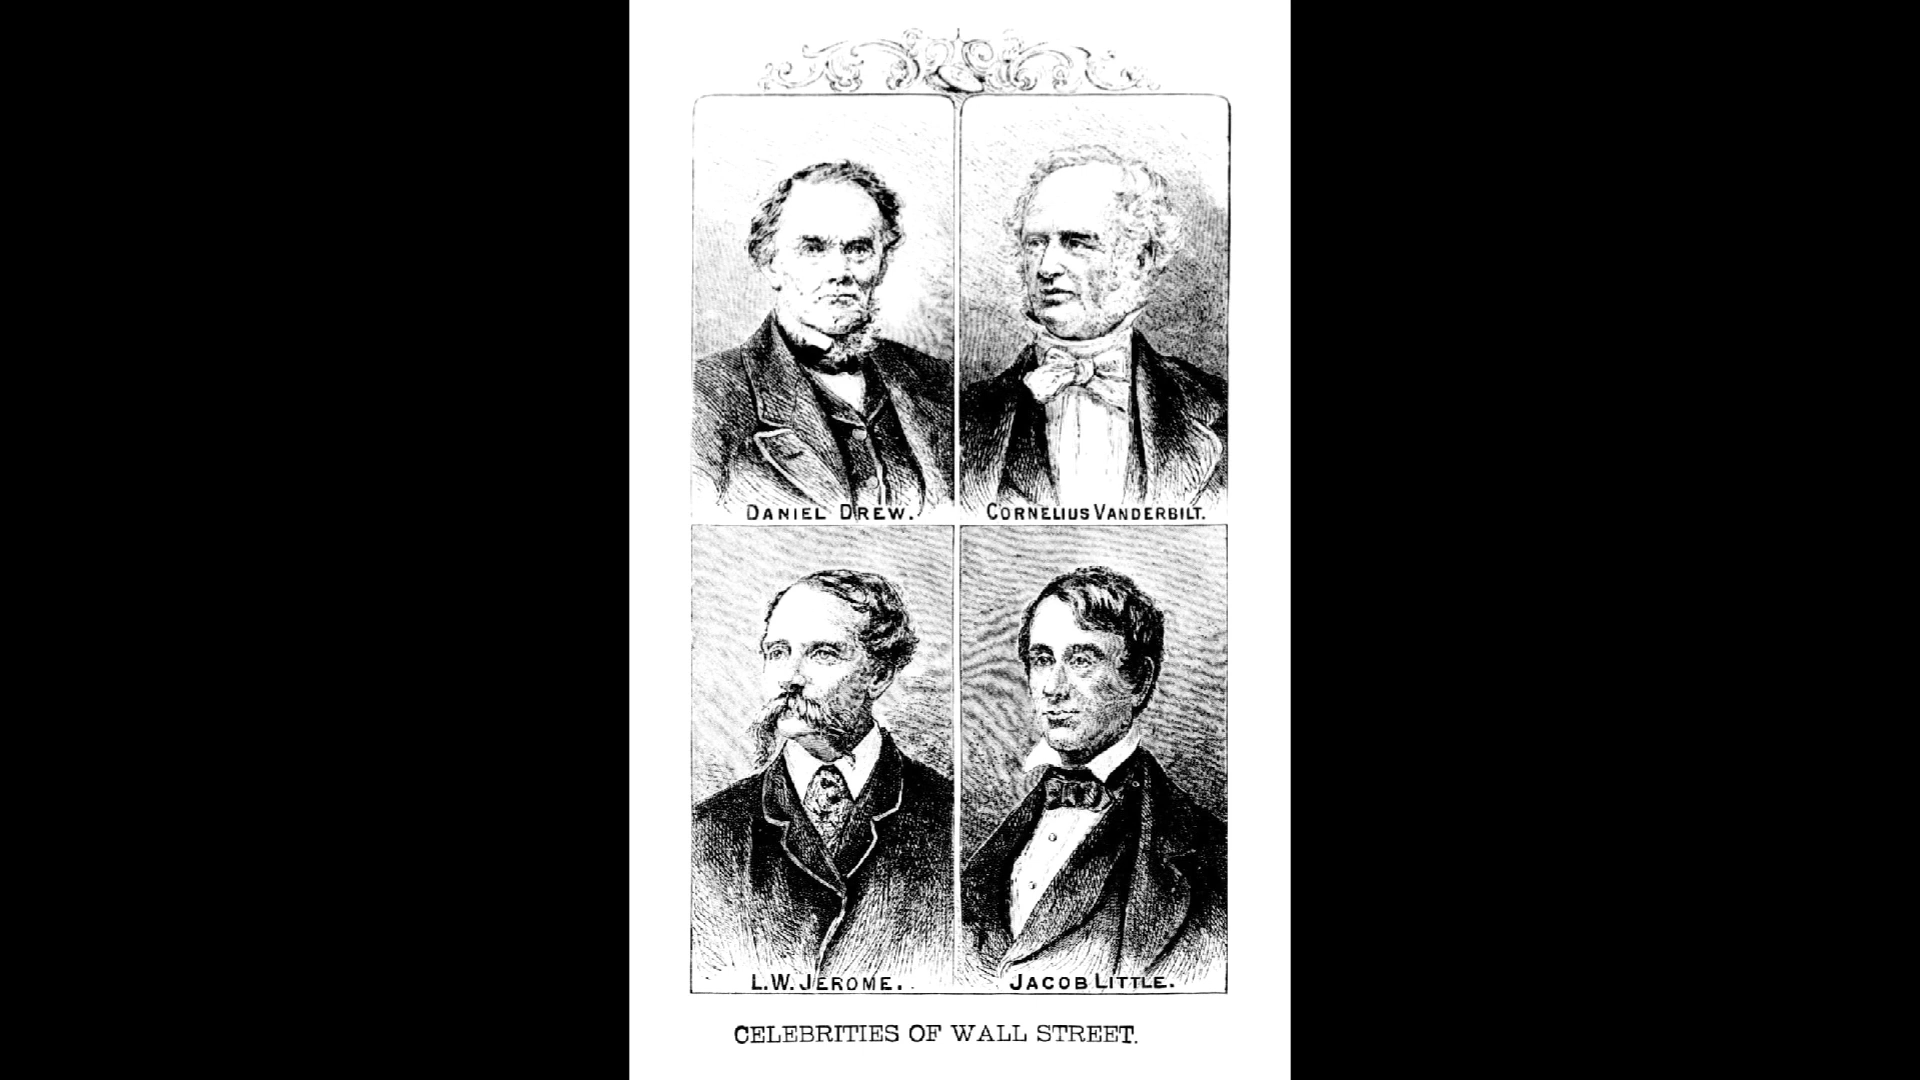 DANIEL DREW.
CORNELIUS VANDERBILT.
L.W. JEROME.
JACOB LITTLE.
CELEBRITIES OF WALL STREET.